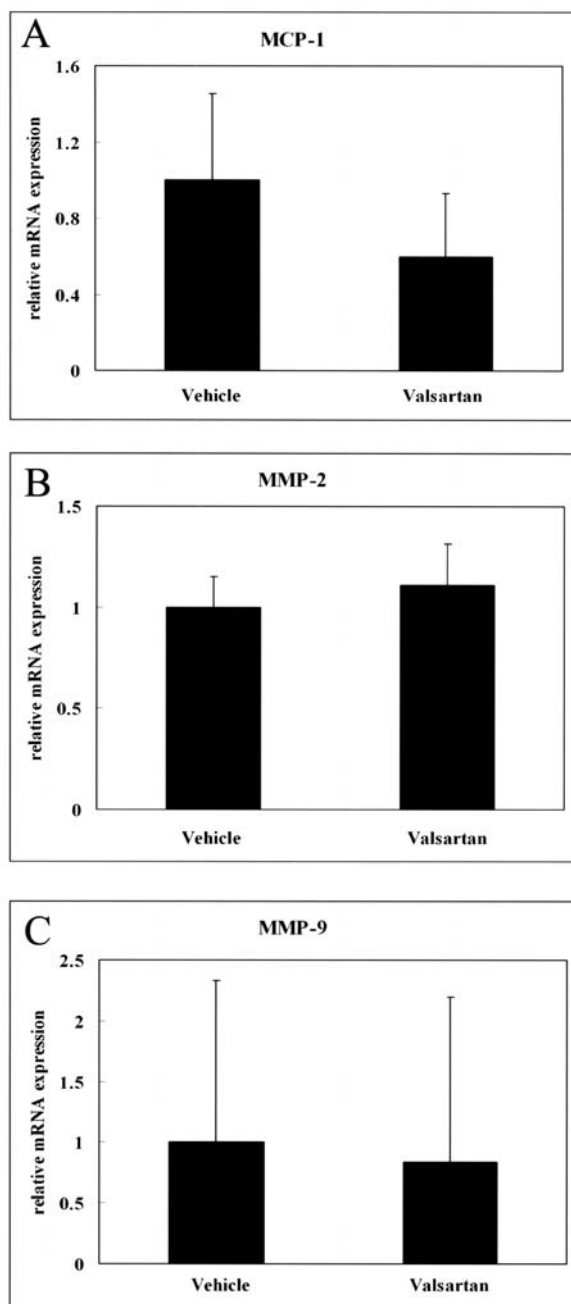 A
MCP-1
relative mRNA expression
1.6
1.2
0.8
0.4
0
Vehicle Valsartan
B
MMP-2
relative mRNA expression
1.5
1
0.5
0
Vehicle Valsartan
C
MMP-9
relative mRNA expression
2.5
2
1.5
1
0.5
0
Vehicle Valsartan